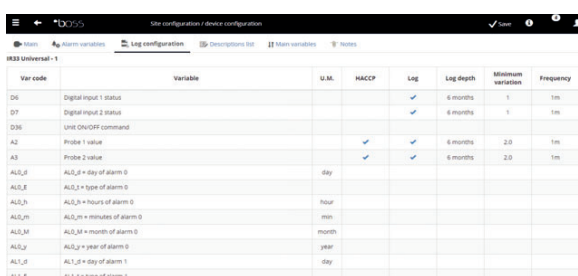 boss Site configuration / device configuration Save 0
Main Alarm variables Log configuration Descriptions list Main variables Notes
IR33 Universal - 1
Var code Variable U.M. HACCP Log Log depth Minimum variation Frequency
D6 Digital input 1 status 6 months 1 1m
D7 Digital input 2 status 6 months 1 1m
D36 Unit ON/OFF command
A2 Probe 1 value 6 months 2.0 1m
A3 Probe 2 value 6 months 2.0 1m
AL0_d AL0_d = day of alarm 0 day
AL0_E AL0_t = type of alarm 0
AL0_h AL0_h = hours of alarm 0 hour
AL0_m AL0_m = minutes of alarm 0 min
AL0_M AL0_M = month of alarm 0 month
AL0_y AL0_y = year of alarm 0 year
AL1_d AL1_d = day of alarm 1 day